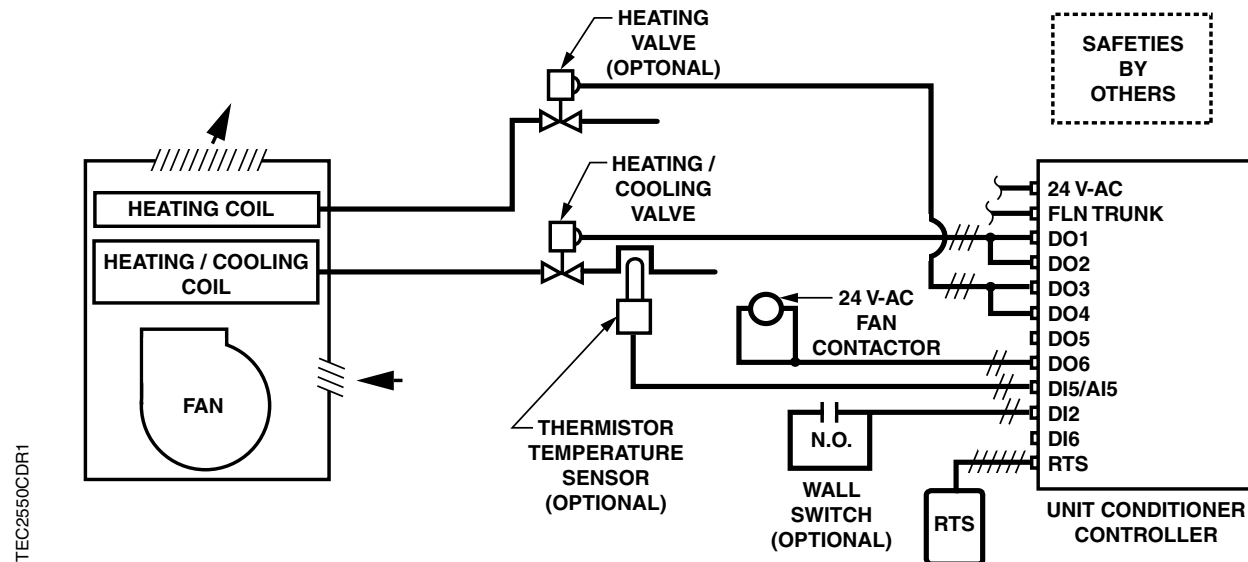 HEATING
VALVE
(OPTONAL)
SAFETIES
BY
OTHERS
HEATING /
COOLING
VALVE
HEATING COIL
HEATING / COOLING
COIL
FAN
24 V-AC
FAN
CONTACTOR
THERMISTOR
TEMPERATURE
SENSOR
(OPTIONAL)
N.O.
WALL
SWITCH
(OPTIONAL)
RTS
24 V-AC
FLN TRUNK
DO1
DO2
DO3
DO4
DO5
DO6
DI5/AI5
DI2
DI6
RTS
UNIT CONDITIONER
CONTROLLER
TEC2550CDR1